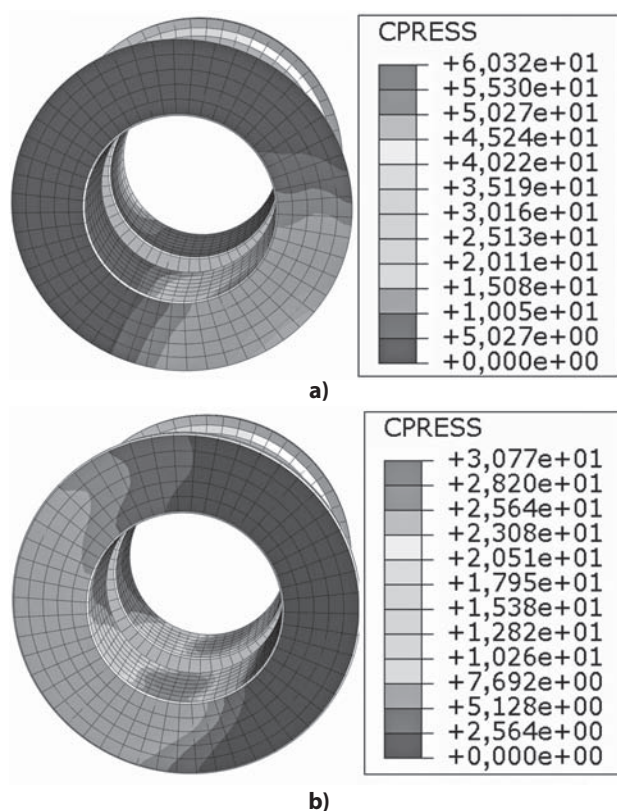 CPRESS
+6,032e+01
+5,530e+01
+5,027e+01
+4,524e+01
+4,022e+01
+3,519e+01
+3,016e+01
+2,513e+01
+2,011e+01
+1,508e+01
+1,005e+01
+5,027e+00
+0,000e+00
a)
CPRESS
+3,077e+01
+2,820e+01
+2,564e+01
+2,308e+01
+2,051e+01
+1,795e+01
+1,538e+01
+1,282e+01
+1,026e+01
+7,692e+00
+5,128e+00
+2,564e+00
+0,000e+00
b)